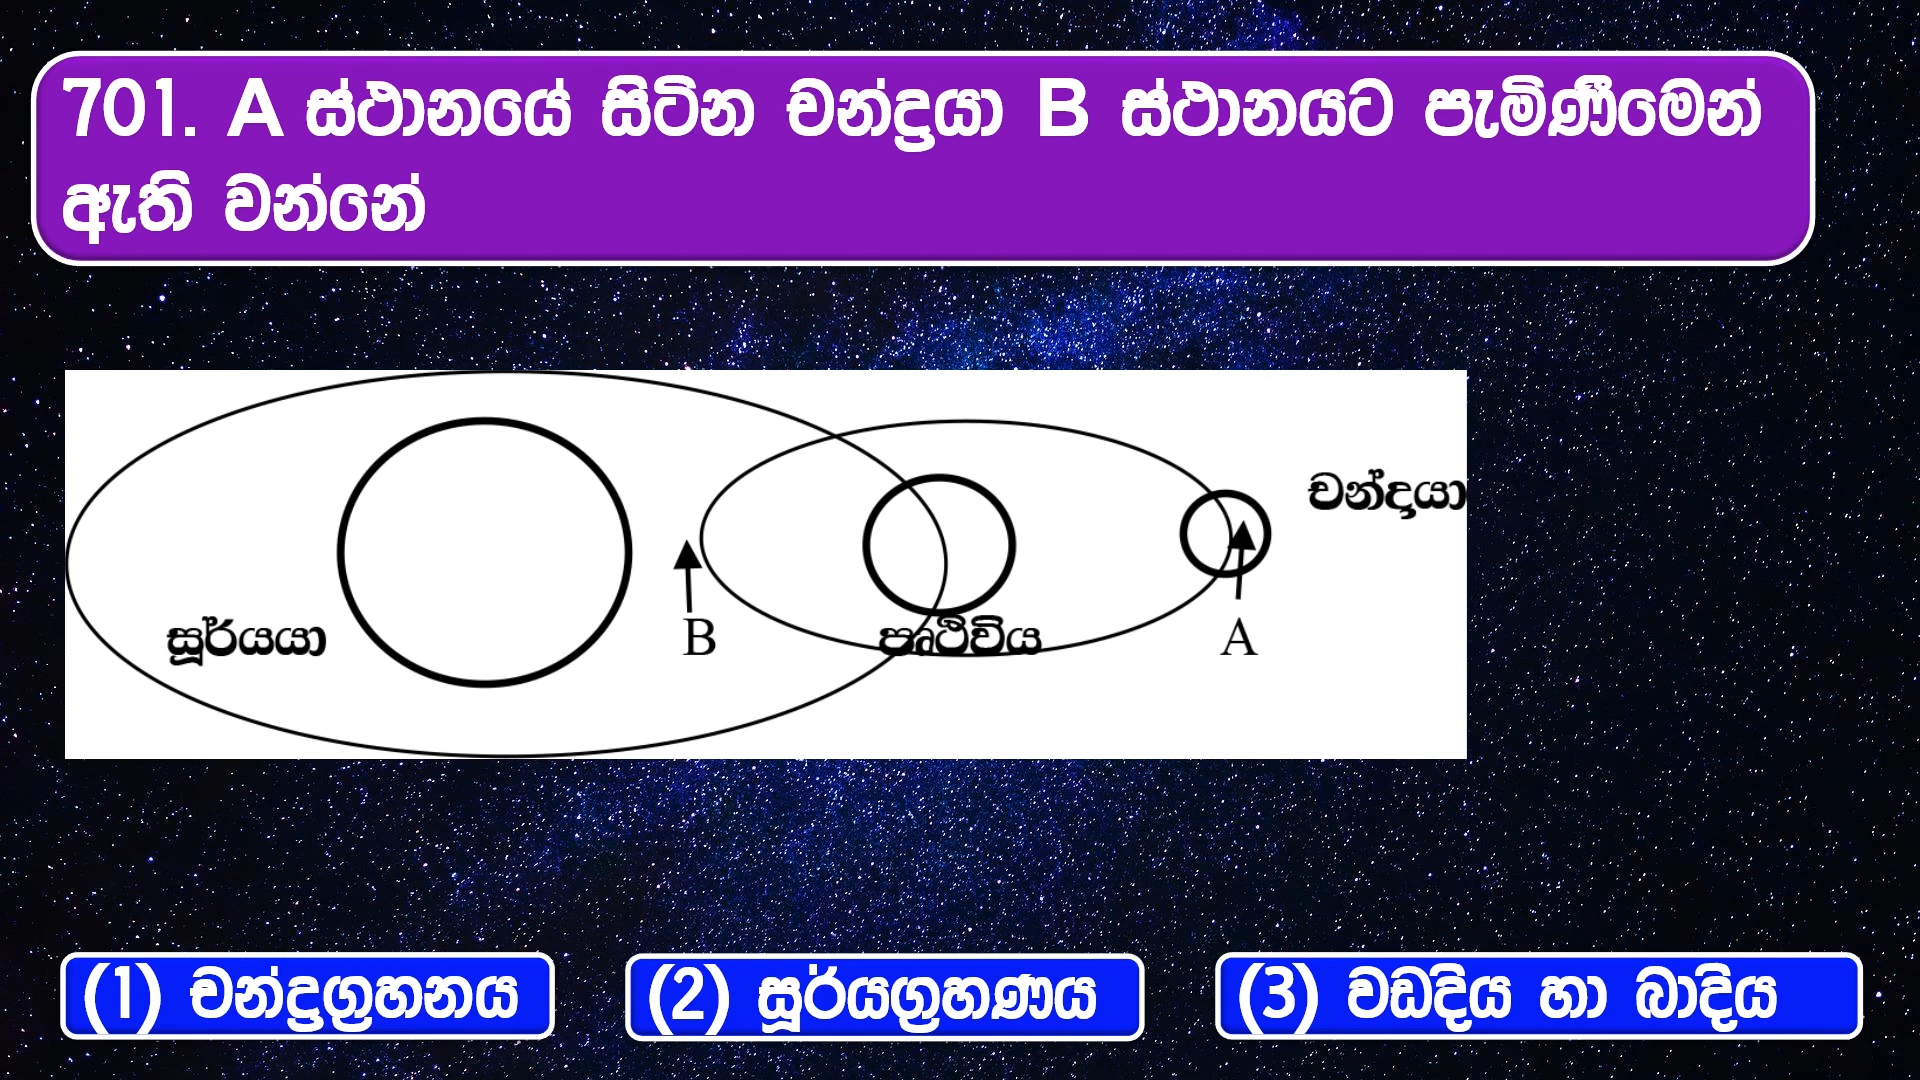 701. A ස්ථානයේ සිටින චන්ද්‍රයා B ස්ථානයට පැමිණීමෙන්
ඇති වන්නේ
චන්ද්‍රයා
සූර්යයා
B
පෘථිවිය
A
(1) චන්ද්‍රග්‍රහනය
(2) සූර්යග්‍රහණය
(3) වඩදිය හා බාදිය